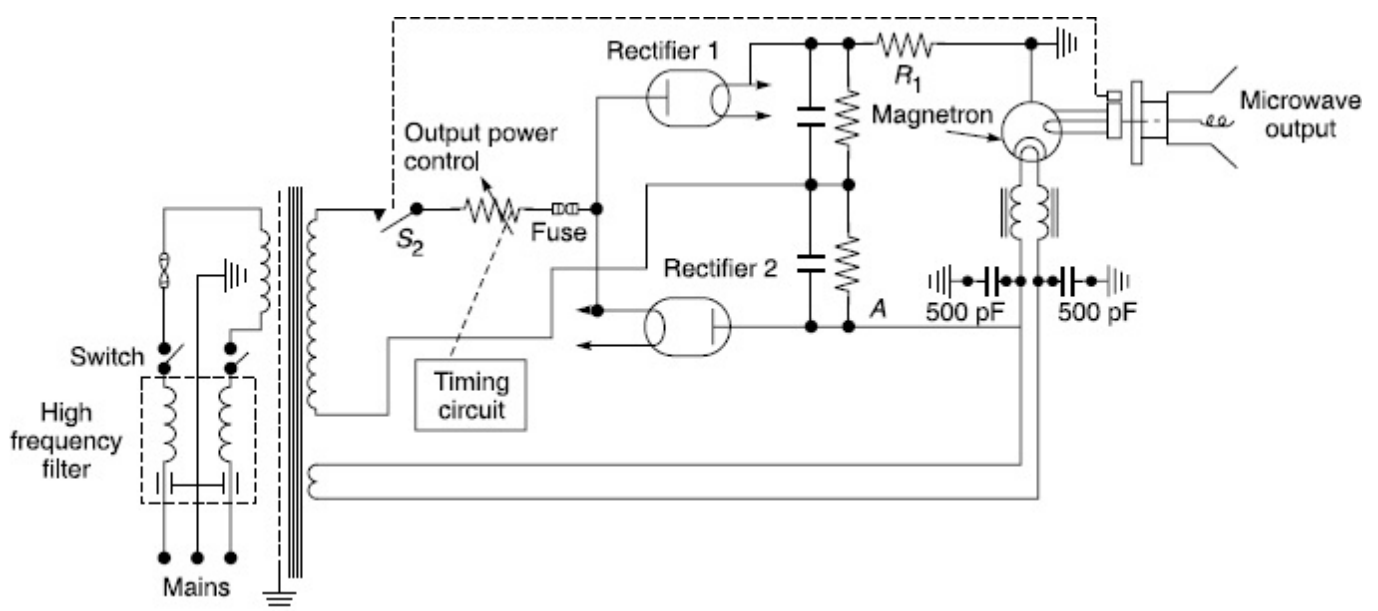 Rectifier 1
R1
Microwave
output
Magnetron
Output power
control
S2
Fuse
Rectifier 2
A
500 pF
500 pF
Switch
Timing
circuit
High
frequency
filter
Mains